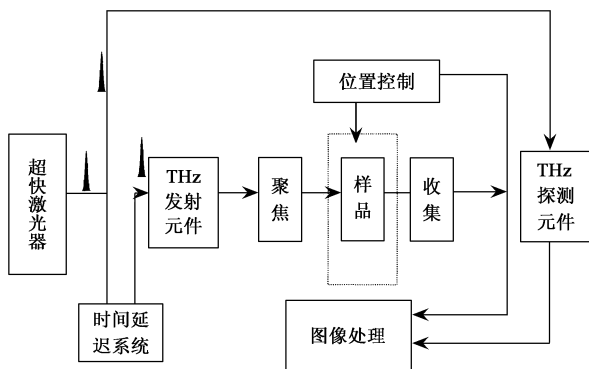 位置控制
超快激光器
THz
发射
元件
聚焦
样品
收集
THz
探测
元件
时间延
迟系统
图像处理